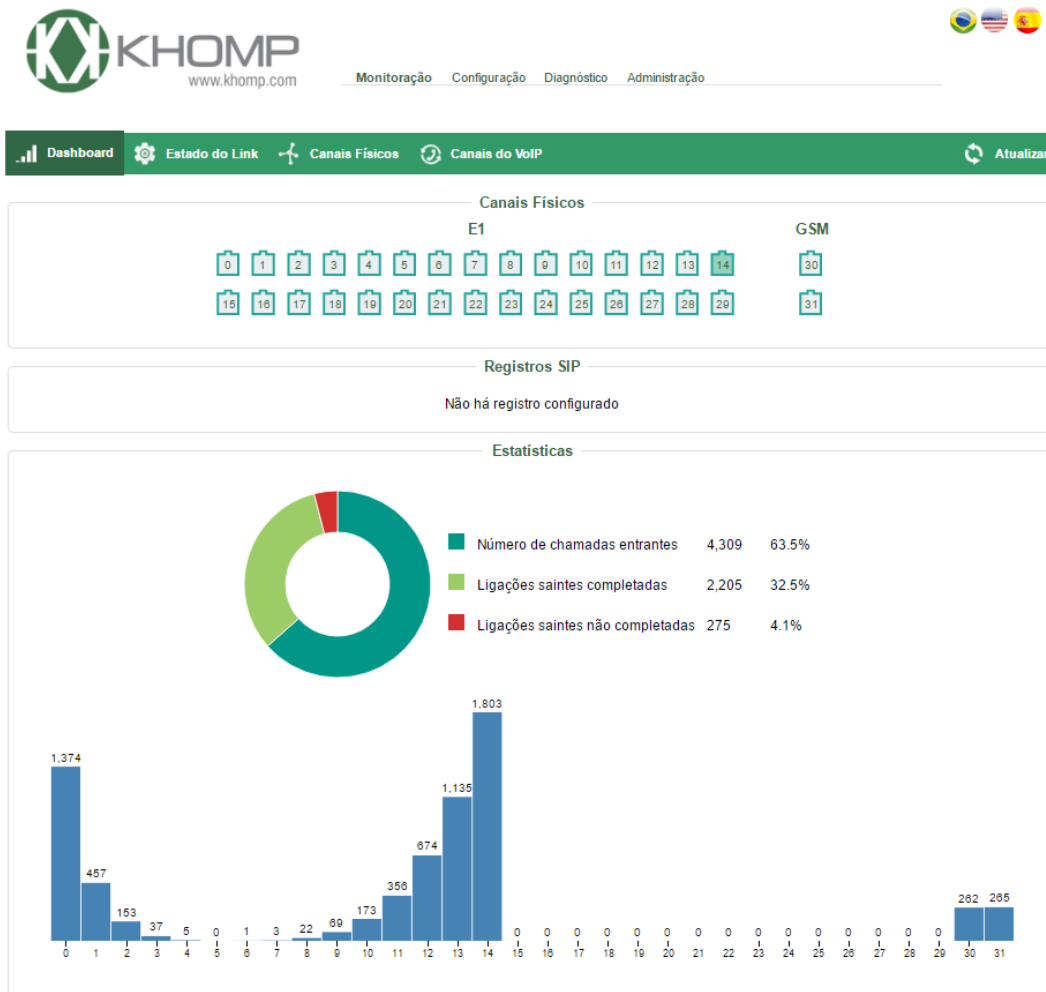 KHOMP
www.khomp.com
Monitoração Configuração Diagnóstico Administração
Dashboard Estado do Link Canais Físicos Canais do VoIP Atualizar
Canais Físicos
E1 GSM
0 1 2 3 4 5 6 7 8 9 10 11 12 13 14 30
15 16 17 18 19 20 21 22 23 24 25 26 27 28 29 31
Registros SIP
Não há registro configurado
Estatísticas
Número de chamadas entrantes 4,309 63.5%
Ligações saintes completadas 2,205 32.5%
Ligações saintes não completadas 275 4.1%
1,374 457 153 37 5 0 1 3 22 69 173 356 674 1,135 1,803 0 0 0 0 0 0 0 0 0 0 0 0 0 0 0 262 265
0 1 2 3 4 5 6 7 8 9 10 11 12 13 14 15 16 17 18 19 20 21 22 23 24 25 26 27 28 29 30 31